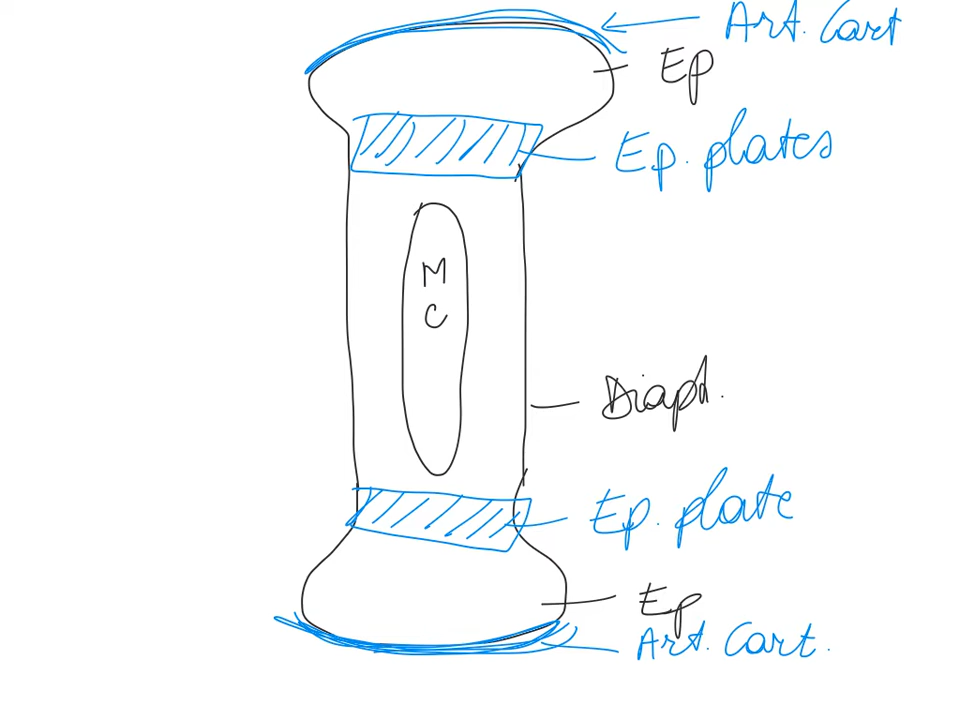 Art. Cart
Ep
Ep. plates
M
C
Diaph.
Ep. plate
Ep
Art. Cart.